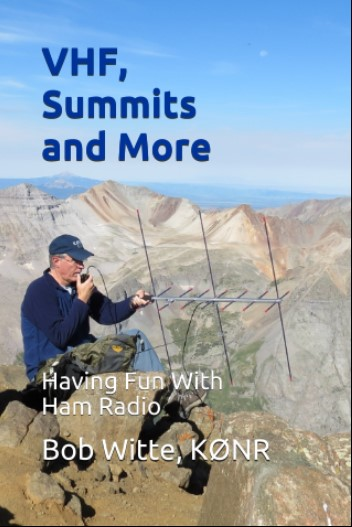 VHF,
Summits
and More
Having Fun With
Ham Radio
Bob Witte, KØNR